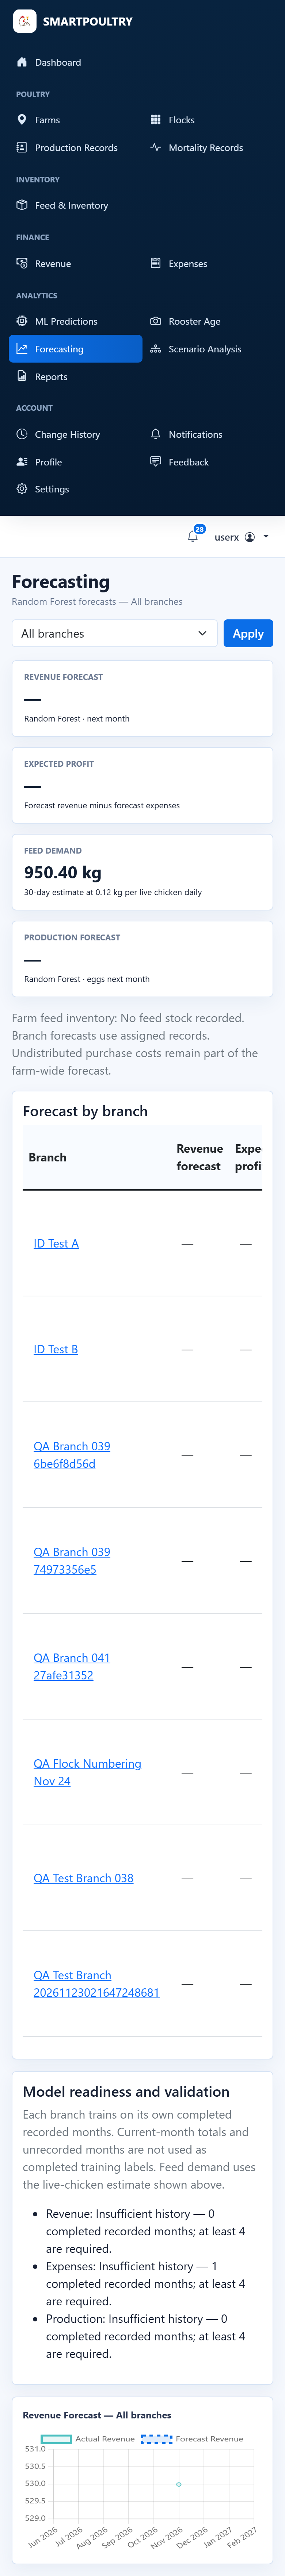 SMARTPOULTRY
Dashboard
POULTRY
Farms
Flocks
Production Records
Mortality Records
INVENTORY
Feed & Inventory
FINANCE
Revenue
Expenses
ANALYTICS
ML Predictions
Rooster Age
Forecasting
Scenario Analysis
Reports
ACCOUNT
Change History
Notifications
Profile
Feedback
Settings
28
userx
Forecasting
Random Forest forecasts — All branches
All branches
Apply
REVENUE FORECAST
—
Random Forest · next month
EXPECTED PROFIT
—
Forecast revenue minus forecast expenses
FEED DEMAND
950.40 kg
30-day estimate at 0.12 kg per live chicken daily
PRODUCTION FORECAST
—
Random Forest · eggs next month
Farm feed inventory: No feed stock recorded.
Branch forecasts use assigned records.
Undistributed purchase costs remain part of the
farm-wide forecast.
Forecast by branch
Branch
Revenue
forecast
Expe
profi
ID Test A — —
ID Test B — —
QA Branch 039
6be6f8d56d — —
QA Branch 039
74973356e5 — —
QA Branch 041
27afe31352 — —
QA Flock Numbering
Nov 24 — —
QA Test Branch 038 — —
QA Test Branch
20261123021647248681 — —
Model readiness and validation
Each branch trains on its own completed
recorded months. Current-month totals and
unrecorded months are not used as
completed training labels. Feed demand uses
the live-chicken estimate shown above.
• Revenue: Insufficient history — 0
completed recorded months; at least 4
are required.
• Expenses: Insufficient history — 1
completed recorded months; at least 4
are required.
• Production: Insufficient history — 0
completed recorded months; at least 4
are required.
Revenue Forecast — All branches
Actual Revenue
Forecast Revenue
531.0
530.5
530.0
529.5
529.0
Jun 2026
Jul 2026
Aug 2026
Sep 2026
Oct 2026
Nov 2026
Dec 2026
Jan 2027
Feb 2027